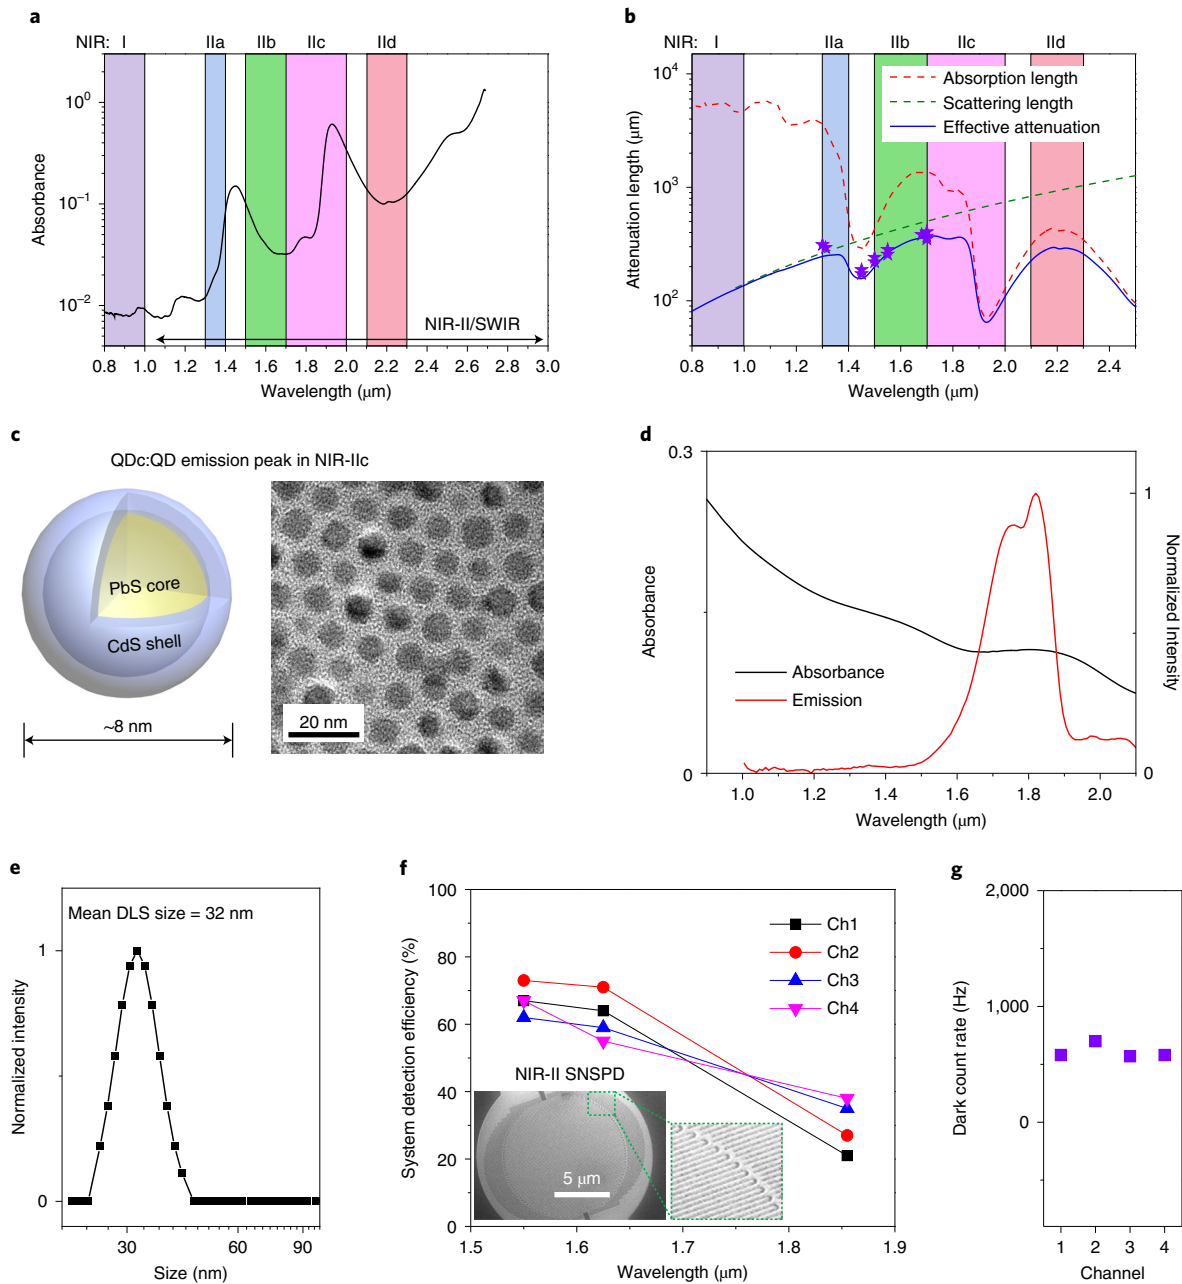 a
NIR: I IIa IIb IIc IId
10⁰
10⁻¹
10⁻²
Absorbance
NIR-II/SWIR
0.8 1.0 1.2 1.4 1.6 1.8 2.0 2.2 2.4 2.6 2.8 3.0
Wavelength (μm)
b
NIR: I IIa IIb IIc IId
10⁴
10³
10²
Attenuation length (μm)
Absorption length
Scattering length
Effective attenuation
0.8 1.0 1.2 1.4 1.6 1.8 2.0 2.2 2.4
Wavelength (μm)
c
QDc:QD emission peak in NIR-IIc
PbS core
CdS shell
~8 nm
20 nm
d
0.3
0
Absorbance
1
0
Normalized Intensity
Absorbance
Emission
1.0 1.2 1.4 1.6 1.8 2.0
Wavelength (μm)
e
Mean DLS size = 32 nm
1
0
Normalized intensity
30 60 90
Size (nm)
f
100
80
60
40
20
0
System detection efficiency (%)
Ch1
Ch2
Ch3
Ch4
NIR-II SNSPD
5 μm
1.5 1.6 1.7 1.8 1.9
Wavelength (μm)
g
2,000
1,000
0
Dark count rate (Hz)
1 2 3 4
Channel